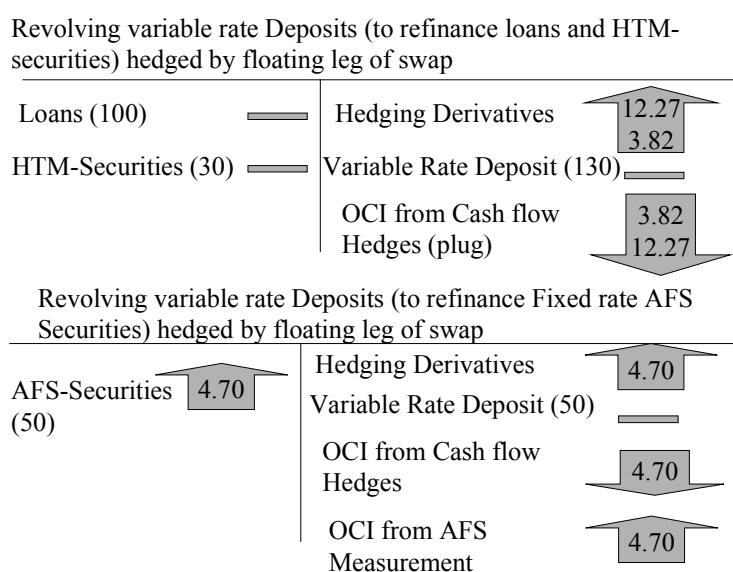 Revolving variable rate Deposits (to refinance loans and HTM-
securities) hedged by floating leg of swap
Loans (100)
HTM-Securities (30)
Hedging Derivatives
12.27
3.82
Variable Rate Deposit (130)
OCI from Cash flow
Hedges (plug)
3.82
12.27
Revolving variable rate Deposits (to refinance Fixed rate AFS
Securities) hedged by floating leg of swap
AFS-Securities
(50)
4.70
Hedging Derivatives
4.70
Variable Rate Deposit (50)
OCI from Cash flow
Hedges
4.70
OCI from AFS
Measurement
4.70